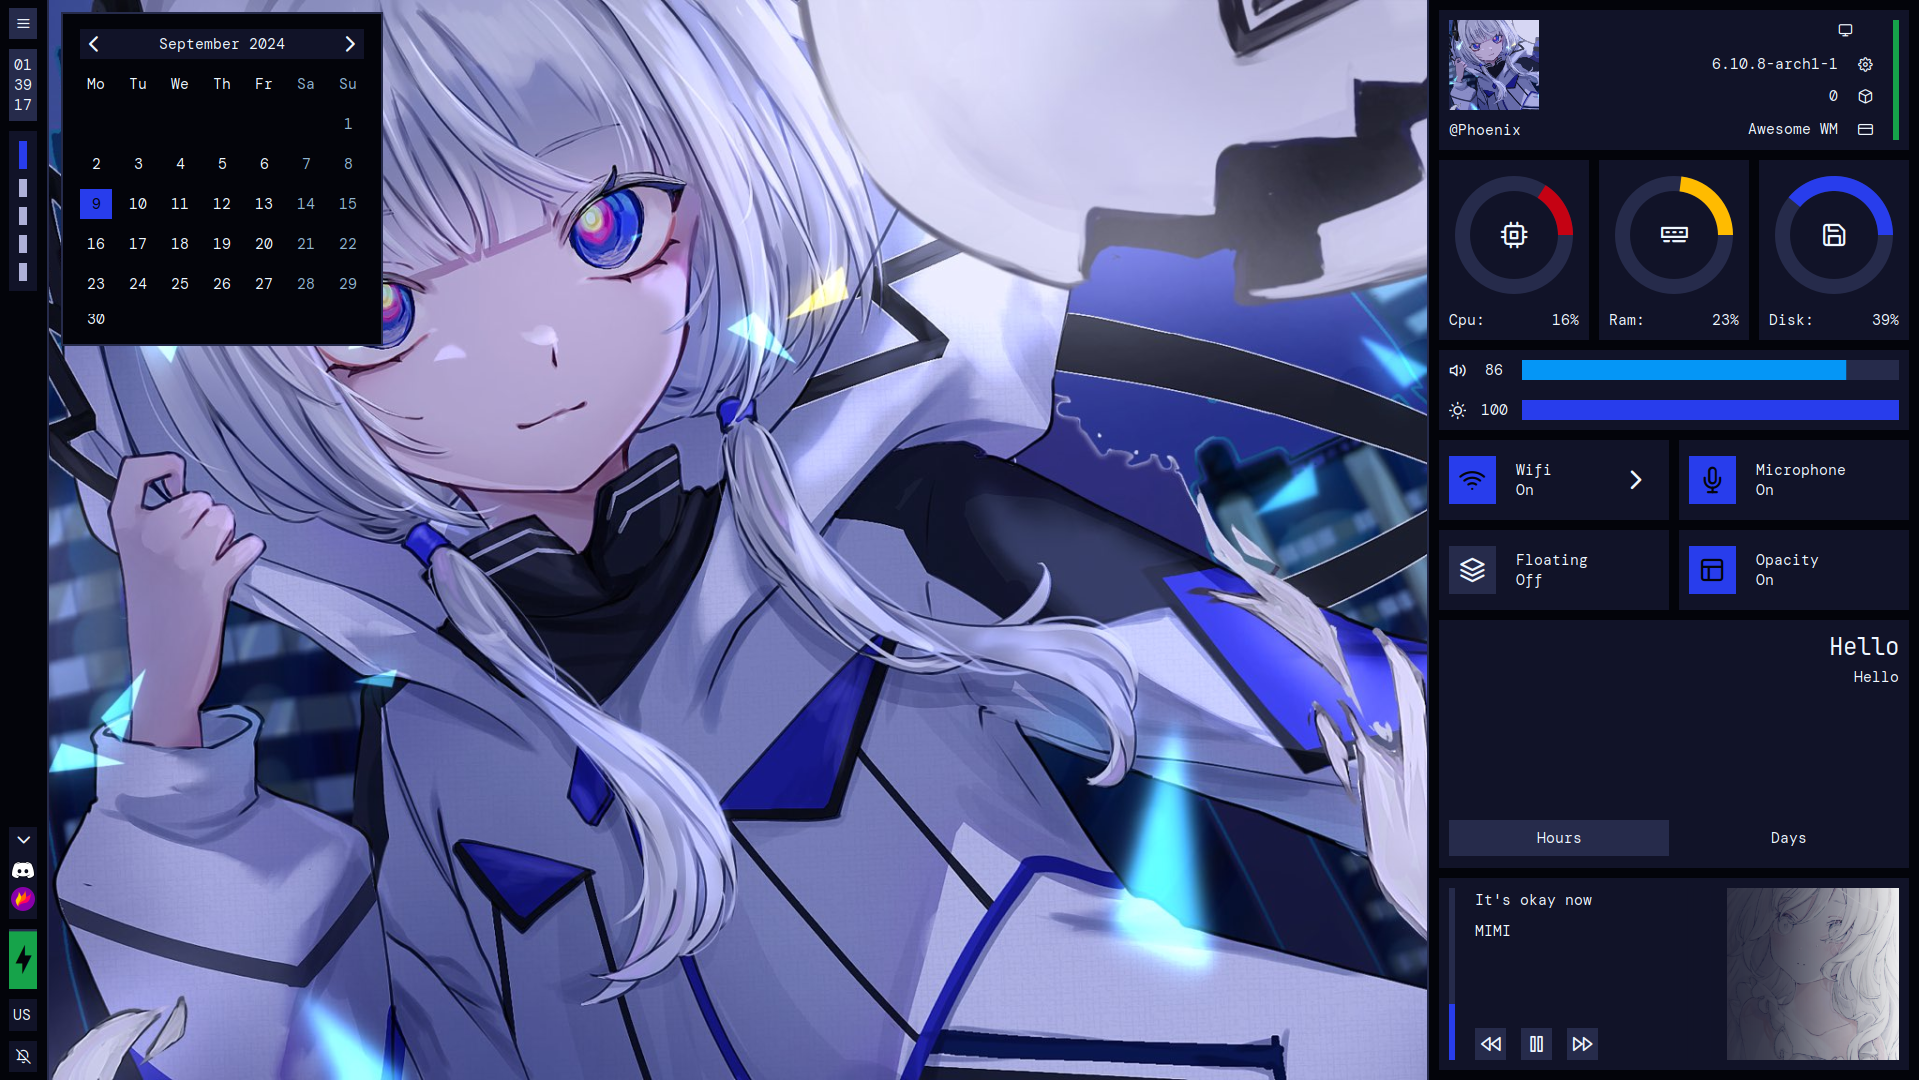 September 2024
Mo Tu We Th Fr Sa Su
1
2 3 4 5 6 7 8
9 10 11 12 13 14 15
16 17 18 19 20 21 22
23 24 25 26 27 28 29
30
01
39
17
US
6.10.8-arch1-1
0
@Phoenix
Awesome WM
Cpu: 16%
Ram: 23%
Disk: 39%
86
100
Wifi
On
Microphone
On
Floating
Off
Opacity
On
Hello
Hello
Hours
Days
It's okay now
MIMI